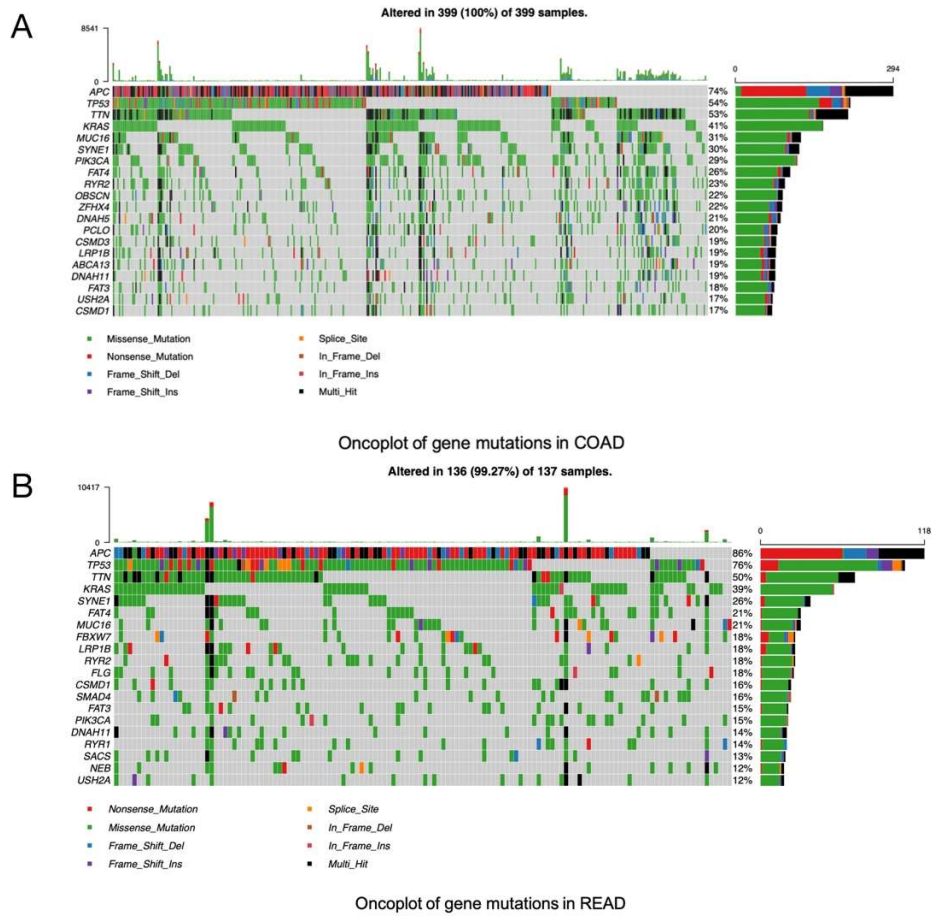 A
Altered in 399 (100%) of 399 samples.
8541
0
0
294
APC 74%
TP53 54%
TTN 53%
KRAS 41%
MUC16 31%
SYNE1 30%
PIK3CA 29%
FAT4 26%
RYR2 23%
OBSCN 22%
ZFHX4 22%
DNAH5 21%
PCLO 20%
CSMD3 19%
LRP1B 19%
ABCA13 19%
DNAH11 19%
FAT3 18%
USH2A 17%
CSMD1 17%
Missense_Mutation Splice_Site
Nonsense_Mutation In_Frame_Del
Frame_Shift_Del In_Frame_Ins
Frame_Shift_Ins Multi_Hit
Oncoplot of gene mutations in COAD
B
Altered in 136 (99.27%) of 137 samples.
10417
0
0
118
APC 86%
TP53 76%
TTN 50%
KRAS 39%
SYNE1 26%
FAT4 21%
MUC16 21%
FBXW7 18%
LRP1B 18%
RYR2 18%
FLG 18%
CSMD1 16%
SMAD4 16%
FAT3 15%
PIK3CA 15%
DNAH11 14%
RYR1 14%
SACS 13%
NEB 12%
USH2A 12%
Nonsense_Mutation Splice_Site
Missense_Mutation In_Frame_Del
Frame_Shift_Del In_Frame_Ins
Frame_Shift_Ins Multi_Hit
Oncoplot of gene mutations in READ